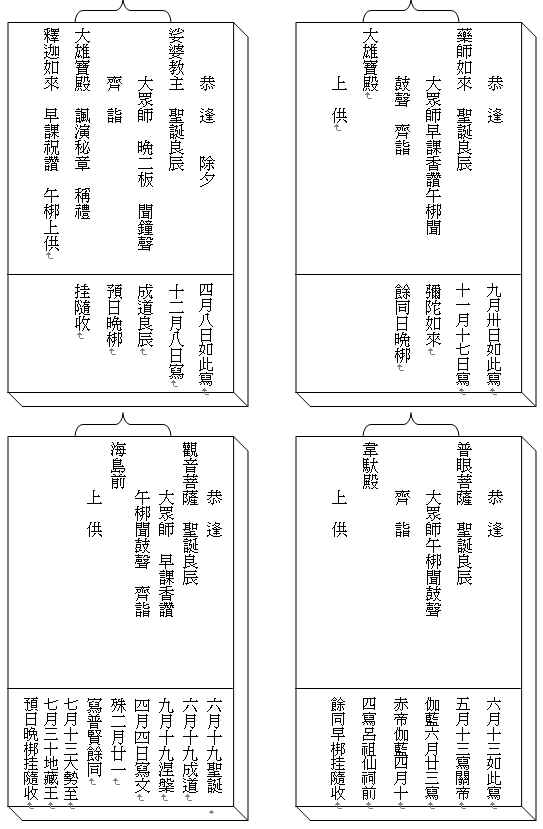 恭逢
藥師如來 聖誕良辰
大眾師早課香讚午梆聞
鼓聲 齊詣
大雄寶殿
上供
九月卅日如此寫
十一月十七日寫
彌陀如來
餘同日晚梆
恭逢 除夕
娑婆教主 聖誕良辰
大眾師 晚二板 聞鐘聲
齊詣
大雄寶殿 諷演秘章 稱禮
釋迦如來 早課祝讚 午梆上供
四月八日如此寫
十二月八日寫
成道良辰
預日晚梆
挂隨收
恭逢
普眼菩薩 聖誕良辰
大眾師午梆聞鼓聲
齊詣
韋馱殿
上供
六月十三如此寫
五月十三寫關帝
伽藍六月廿三寫
赤帝伽藍四月十
四寫呂祖仙祠前
餘同早梆挂隨收
恭逢
觀音菩薩 聖誕良辰
大眾師 早課香讚
午梆聞鼓聲 齊詣
海島前
上供
六月十九聖誕
六月十九成道
九月十九涅槃
四月四日寫文
殊二月廿一
寫普賢餘同
七月十三大勢至
七月三十地藏王
預日晚梆挂隨收